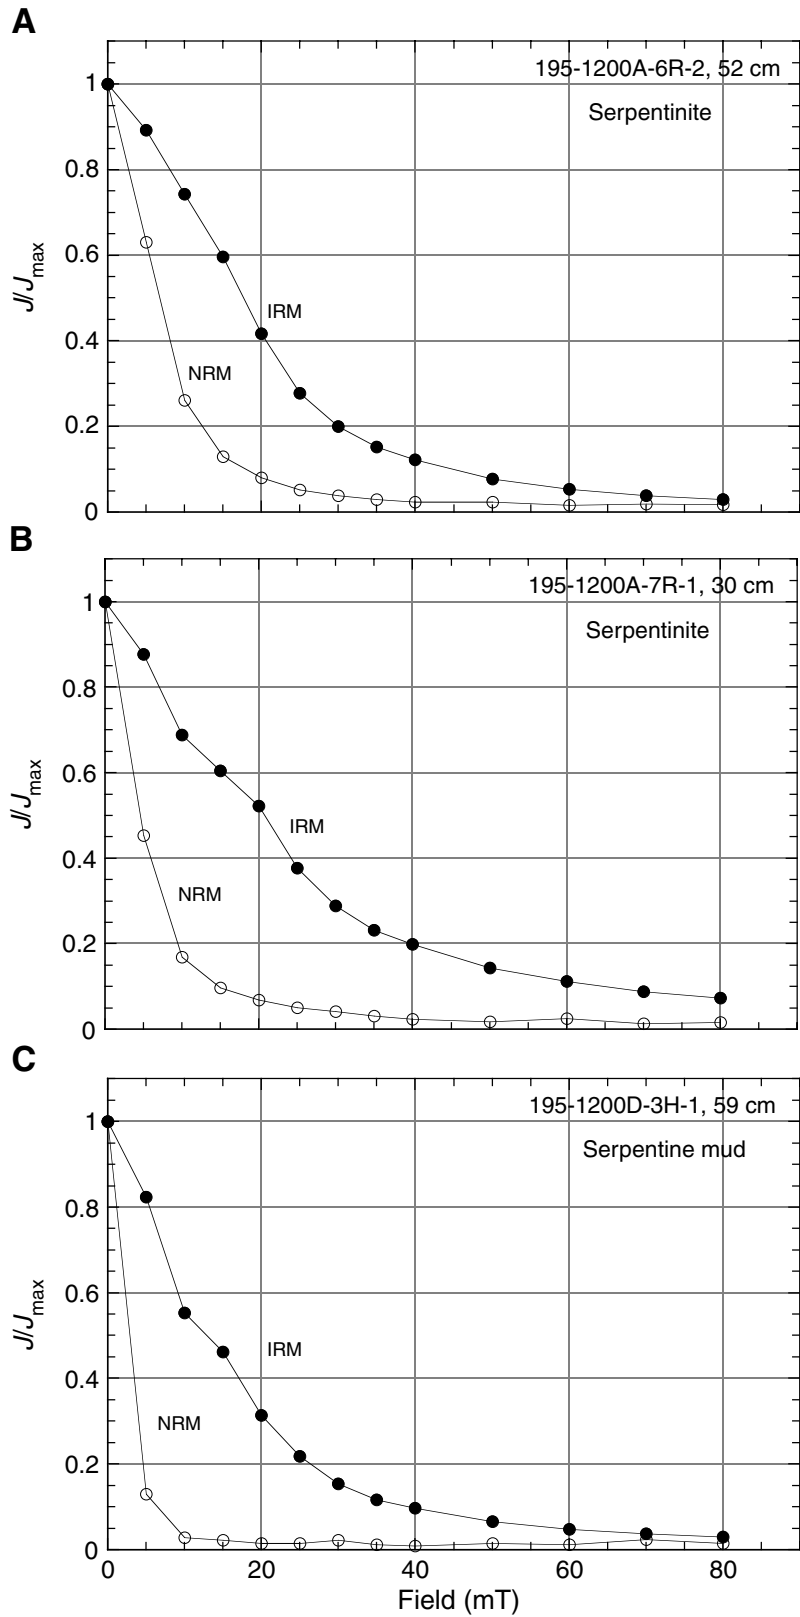 A
195-1200A-6R-2, 52 cm
Serpentinite
1
0.8
0.6
0.4
0.2
0
J/Jmax
IRM
NRM
B
195-1200A-7R-1, 30 cm
Serpentinite
1
0.8
0.6
0.4
0.2
0
J/Jmax
IRM
NRM
C
195-1200D-3H-1, 59 cm
Serpentine mud
1
0.8
0.6
0.4
0.2
0
J/Jmax
IRM
NRM
0 20 40 60 80
Field (mT)